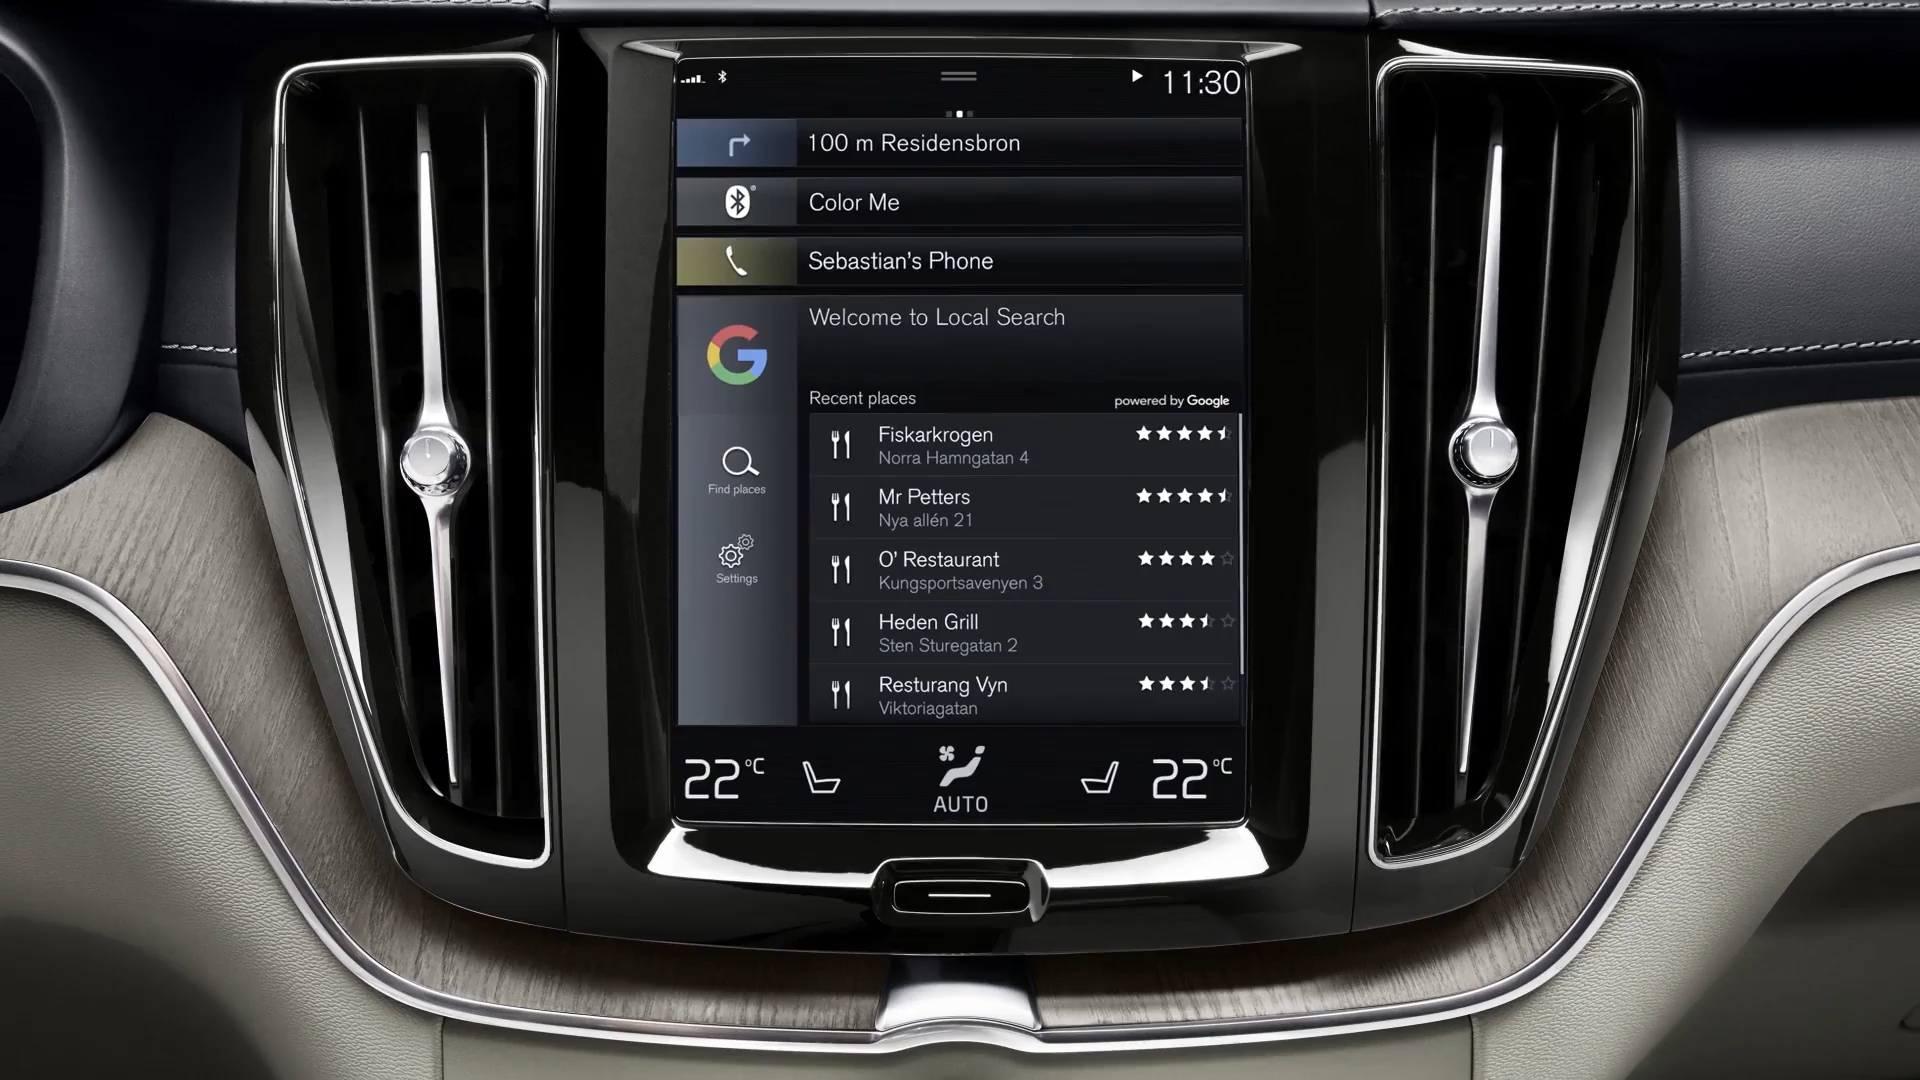 11:30
100 m Residensbron
Color Me
Sebastian's Phone
Welcome to Local Search
Recent places
powered by Google
Find places
Settings
Fiskarkrogen
Norra Hamngatan 4
Mr Petters
Nya allén 21
O' Restaurant
Kungsportsavenyen 3
Heden Grill
Sten Sturegatan 2
Resturang Vyn
Viktoriagatan
22°C
AUTO
22°C